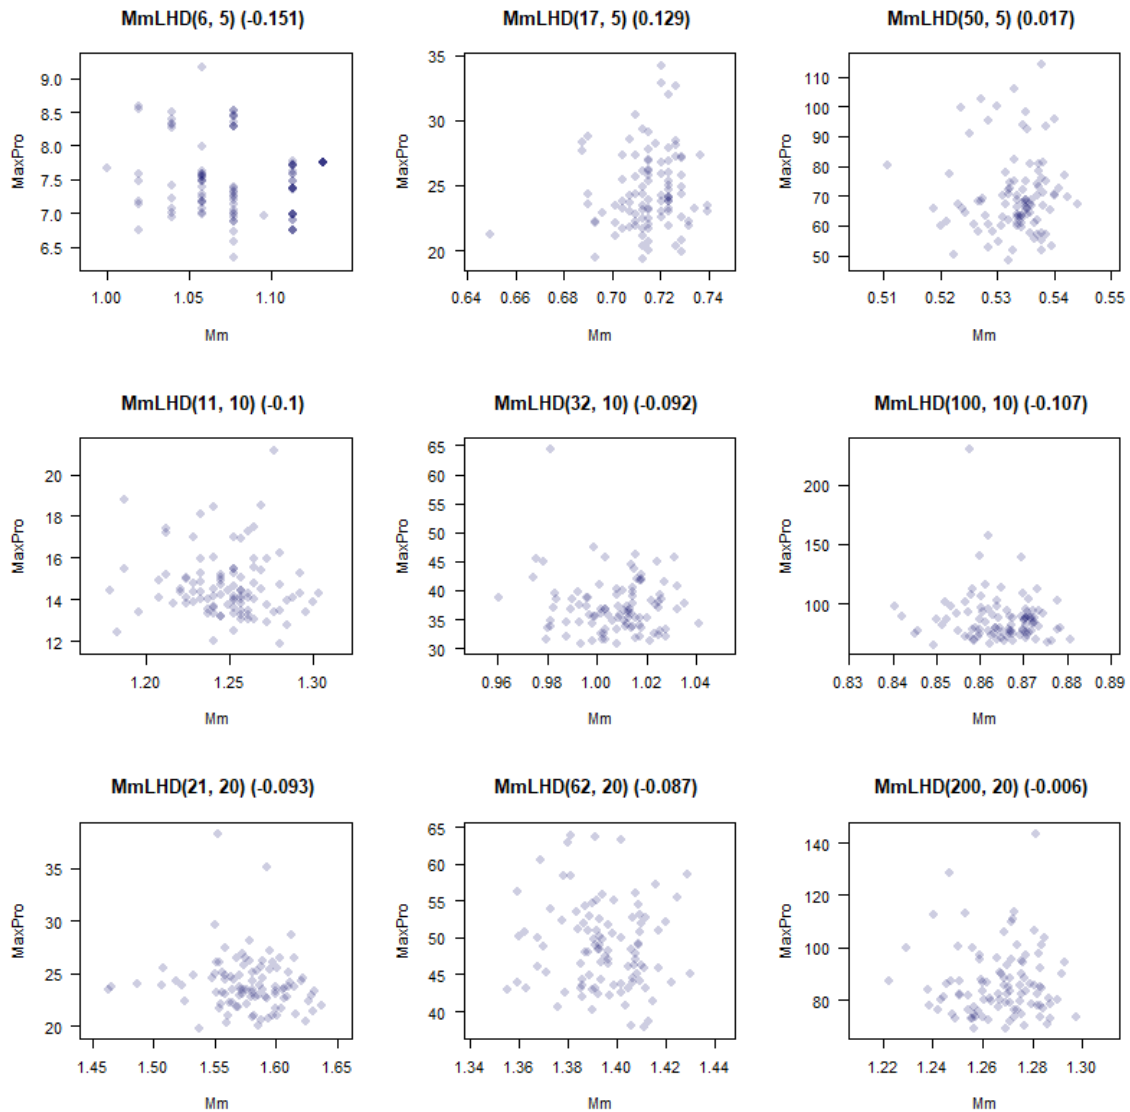 MmLHD(6, 5) (-0.151) MmLHD(17, 5) (0.129) MmLHD(50, 5) (0.017)
9.0
8.5
8.0
7.5
7.0
6.5
MaxPro
1.00 1.05 1.10
Mm
35
30
25
20
MaxPro
0.64 0.66 0.68 0.70 0.72 0.74
Mm
110
100
90
80
70
60
50
MaxPro
0.51 0.52 0.53 0.54 0.55
Mm
MmLHD(11, 10) (-0.1) MmLHD(32, 10) (-0.092) MmLHD(100, 10) (-0.107)
20
18
16
14
12
MaxPro
1.20 1.25 1.30
Mm
65
60
55
50
45
40
35
30
MaxPro
0.96 0.98 1.00 1.02 1.04
Mm
200
150
100
MaxPro
0.83 0.84 0.85 0.86 0.87 0.88 0.89
Mm
MmLHD(21, 20) (-0.093) MmLHD(62, 20) (-0.087) MmLHD(200, 20) (-0.006)
35
30
25
20
MaxPro
1.45 1.50 1.55 1.60 1.65
Mm
65
60
55
50
45
40
MaxPro
1.34 1.36 1.38 1.40 1.42 1.44
Mm
140
120
100
80
MaxPro
1.22 1.24 1.26 1.28 1.30
Mm